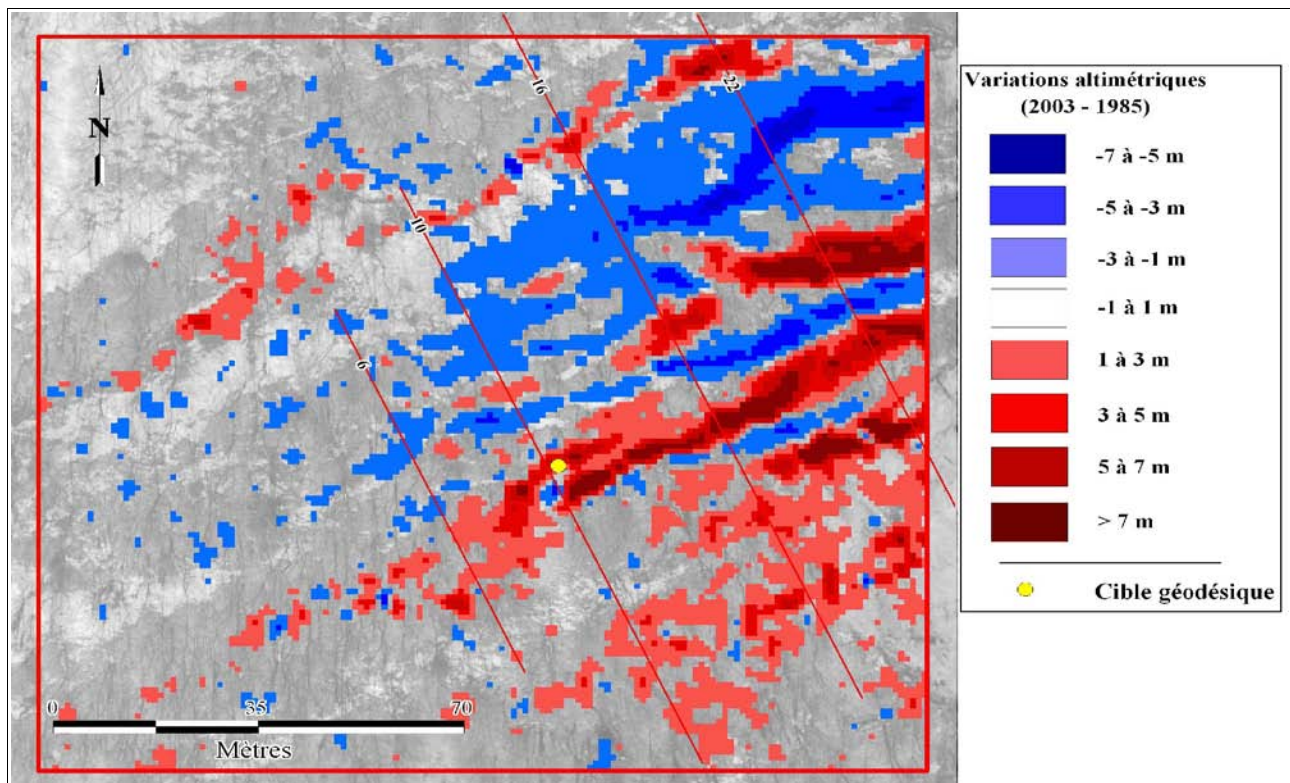 N
16
22
10
6
0 35 70
Mètres
Variations altimétriques
(2003 - 1985)
-7 à -5 m
-5 à -3 m
-3 à -1 m
-1 à 1 m
1 à 3 m
3 à 5 m
5 à 7 m
> 7 m
Cible géodésique